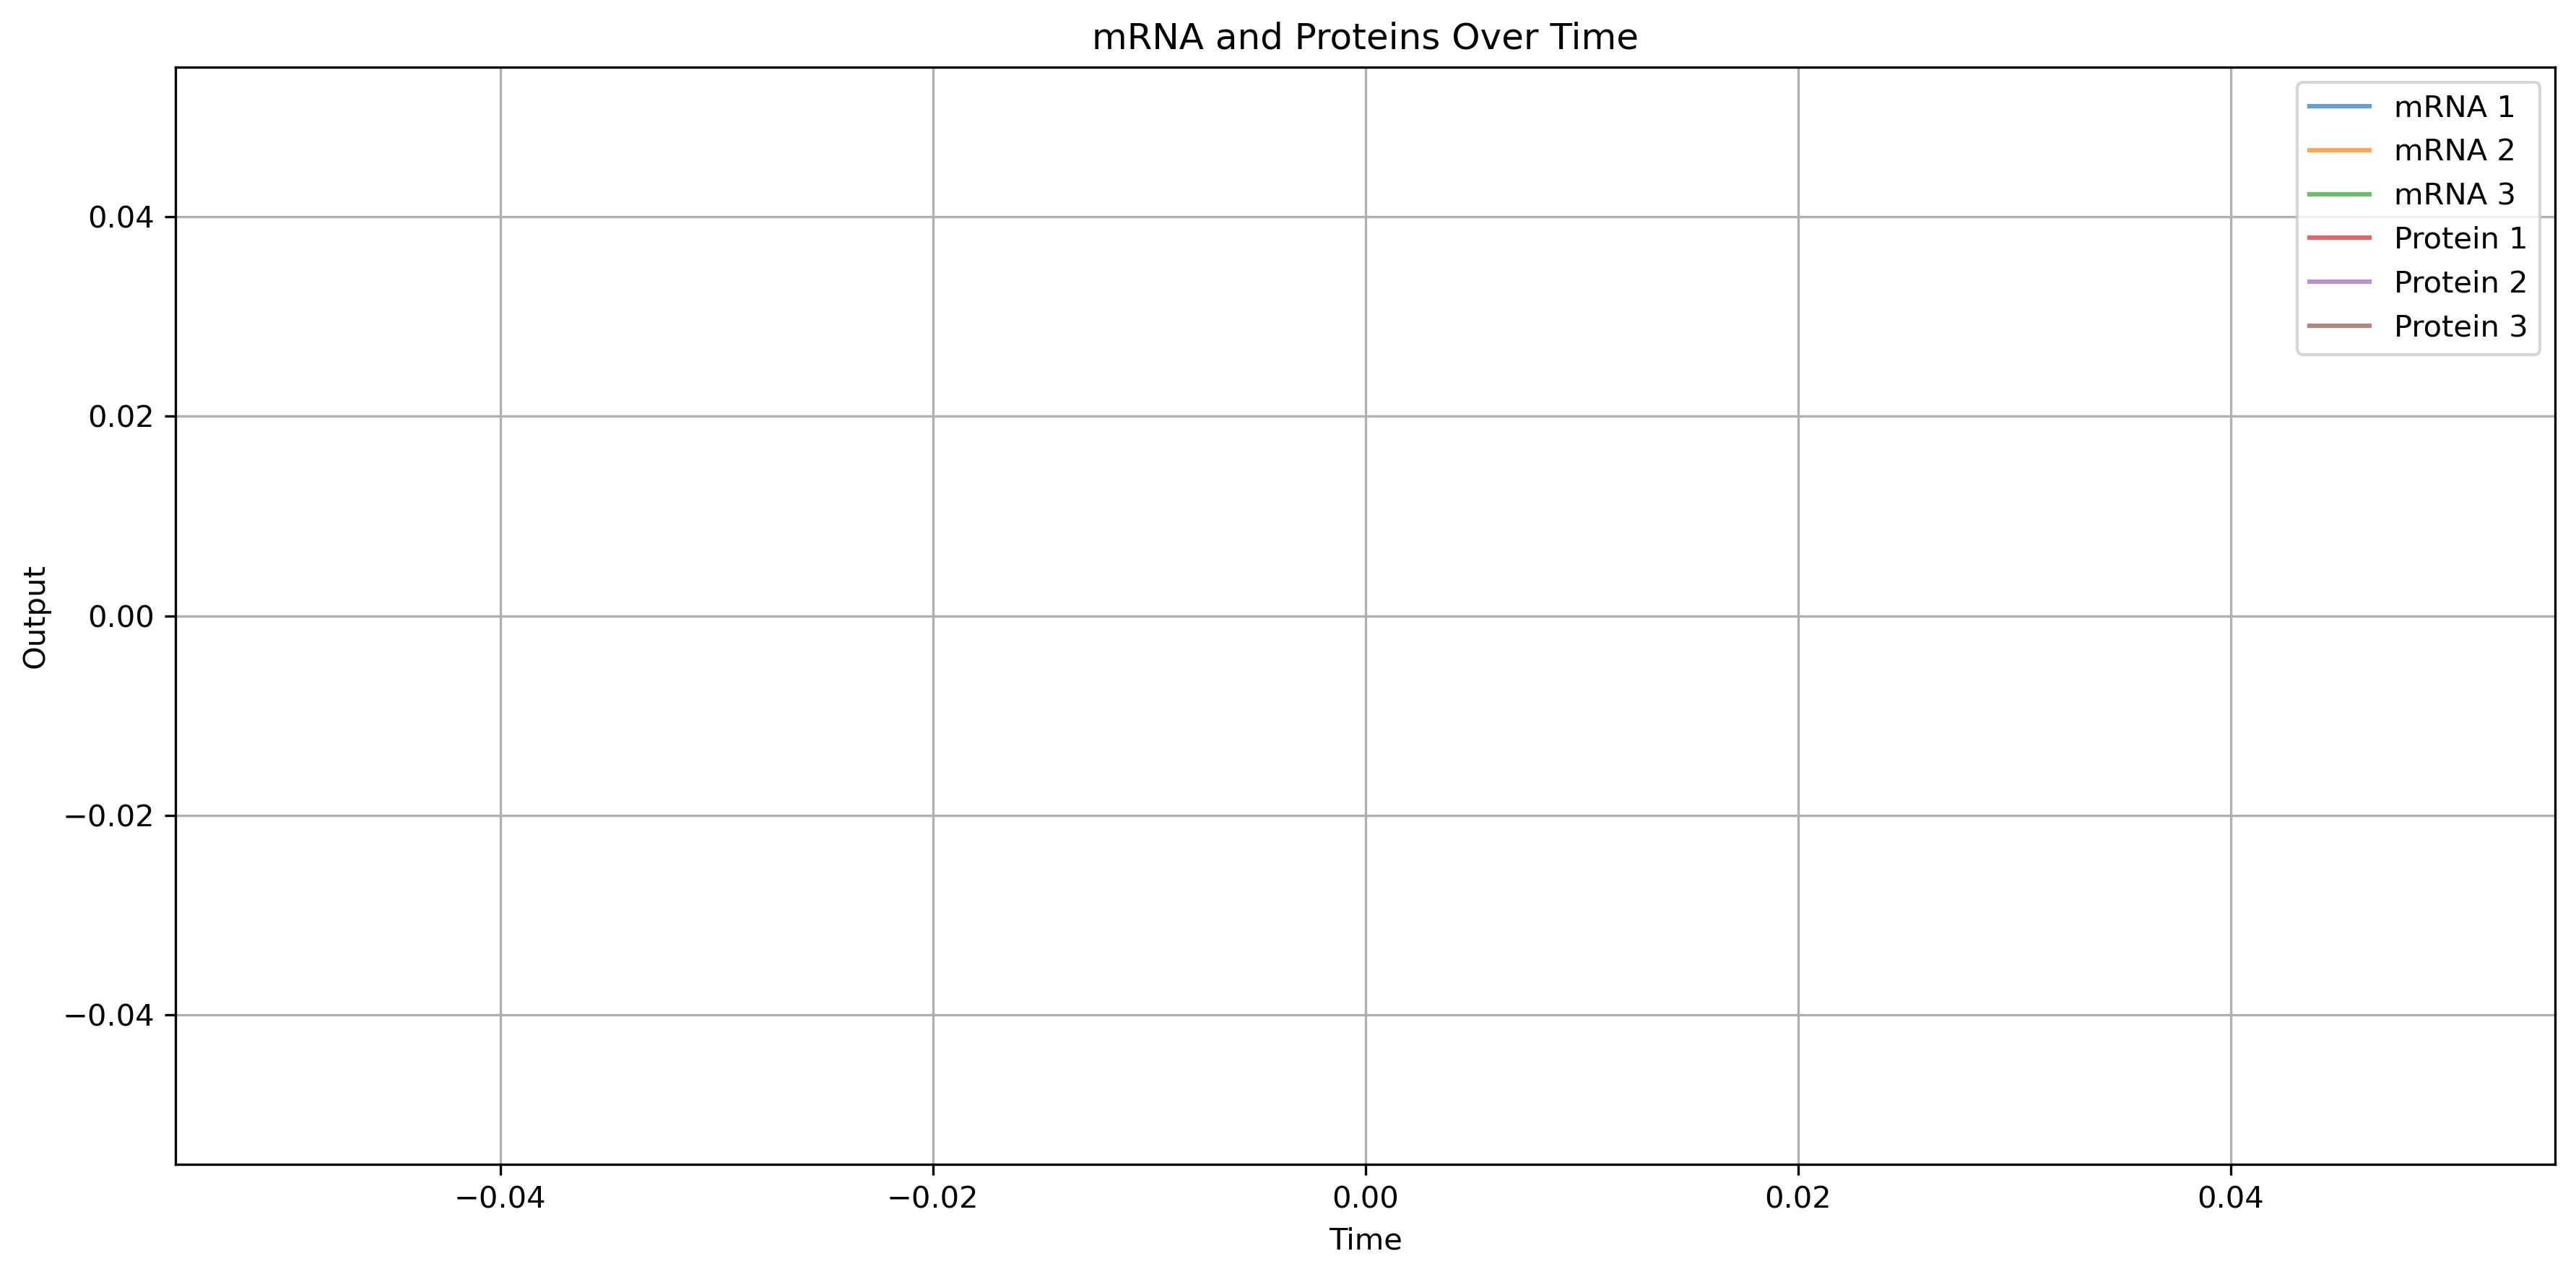 mRNA and Proteins Over Time
mRNA 1
mRNA 2
mRNA 3
Protein 1
Protein 2
Protein 3
Output
0.04
0.02
0.00
−0.02
−0.04
−0.04
−0.02
0.00
0.02
0.04
Time